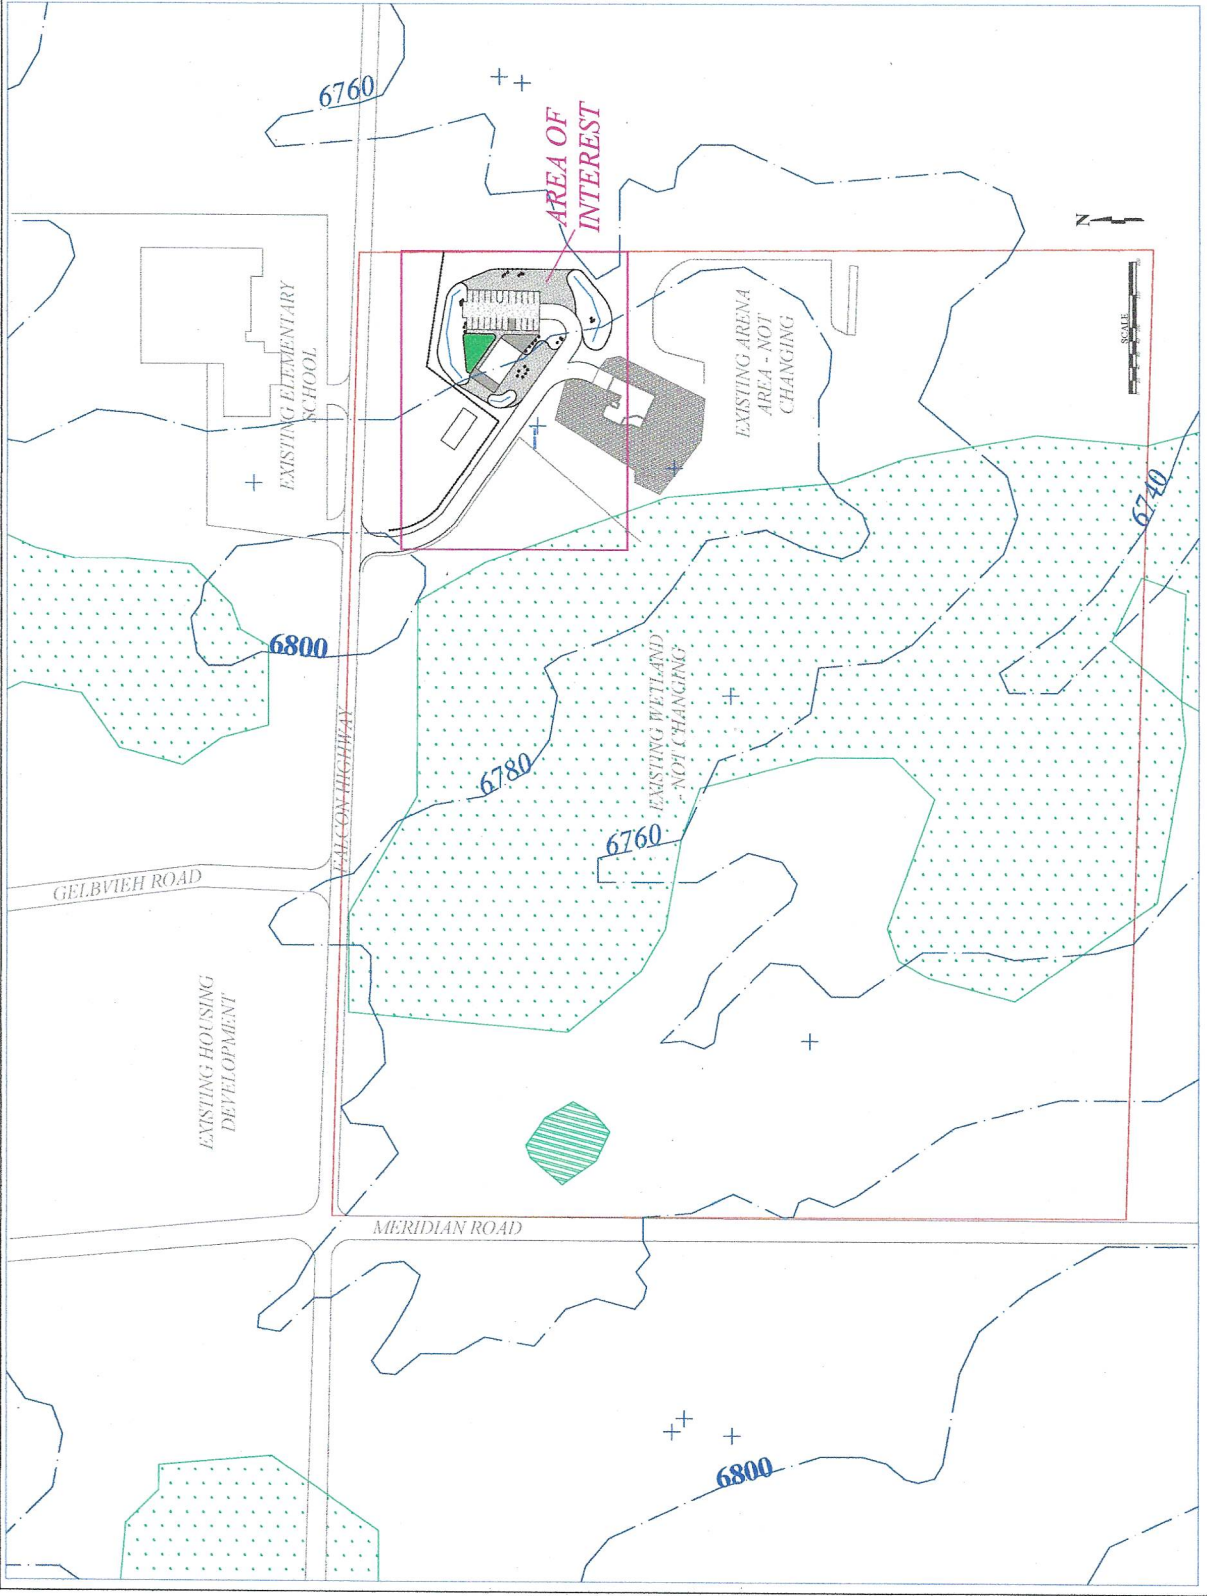 6760
AREA OF
INTEREST
N
SCALE
EXISTING ELEMENTARY
SCHOOL
EXISTING ARENA
AREA - NOT
CHANGING
6740
6800
EXISTING WETLAND
- NOT CHANGING
FALCON HIGHWAY
6780
6760
GELBVIEH ROAD
EXISTING HOUSING
DEVELOPMENT
MERIDIAN ROAD
6800